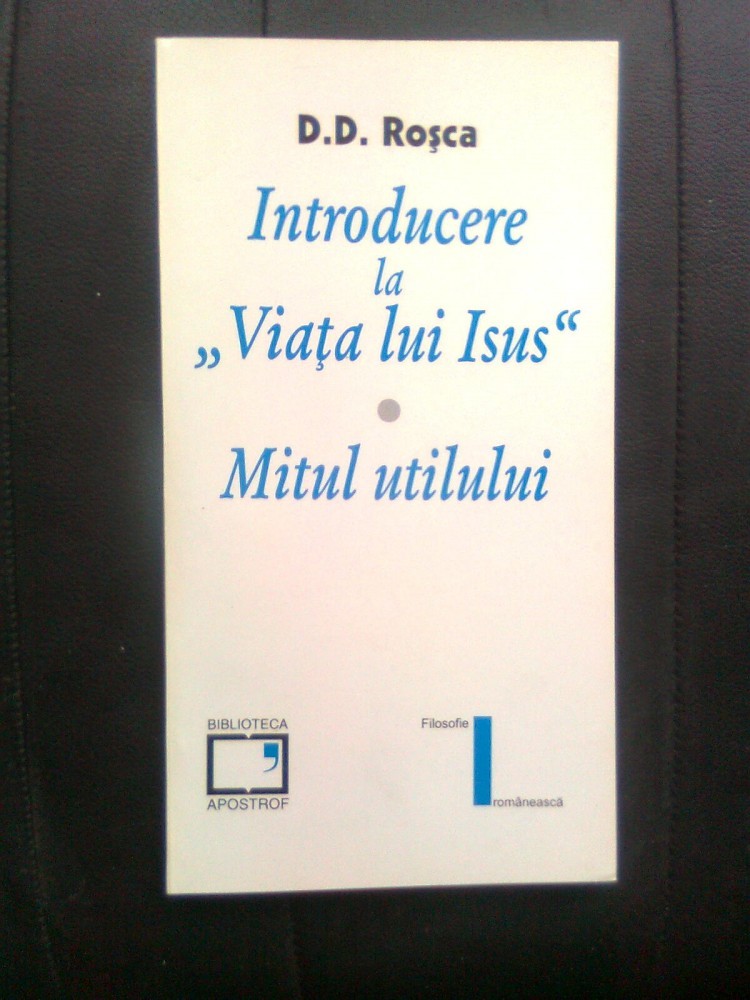 D.D. Roşca
Introducere
la
„Viaţa lui Isus“
Mitul utilului
BIBLIOTECA
APOSTROF
Filosofie
românească